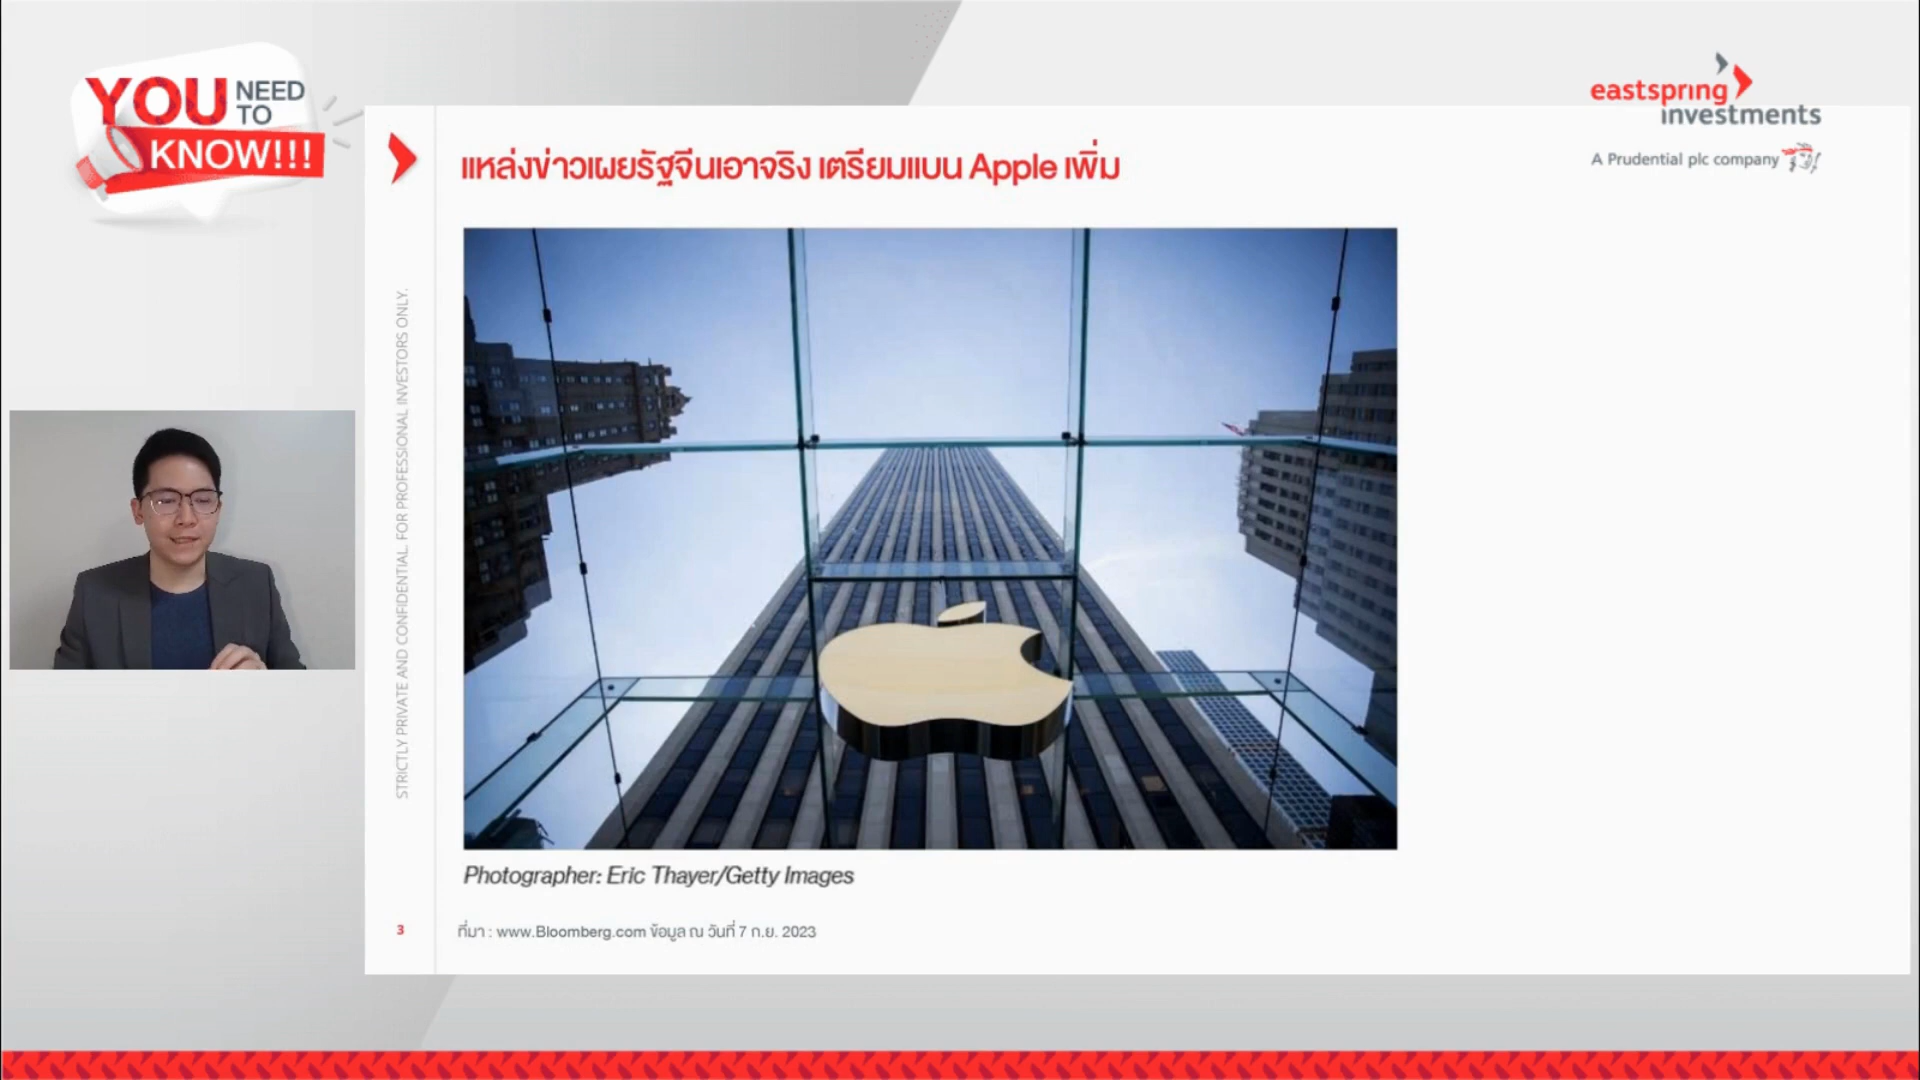 YOU NEED
TO
KNOW!!!
eastspring
investments
A Prudential plc company
แหล่งข่าวเผยรัฐจีนเอาจริง เตรียมแบน Apple เพิ่ม
STRICTLY PRIVATE AND CONFIDENTIAL. FOR PROFESSIONAL INVESTORS ONLY.
Photographer: Eric Thayer/Getty Images
3
ที่มา : www.Bloomberg.com ข้อมูล ณ วันที่ 7 ก.ย. 2023